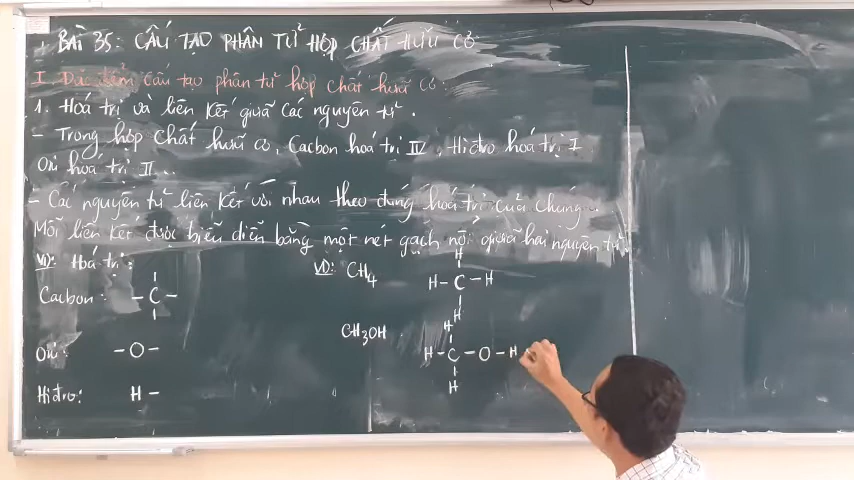 BÀI 35: CẤU TẠO PHÂN TỬ HỢP CHẤT HỮU CƠ
I. Đặc điểm cấu tạo phân tử hợp chất hữu cơ:
1. Hoá trị và liên kết giữa các nguyên tử.
- Trong hợp chất hữu cơ, Cacbon hoá trị IV, Hiđro hoá trị I
Oxi hoá trị II..
- Các nguyên tử liên kết với nhau theo đúng hoá trị của chúng.
Mỗi liên kết được biểu diễn bằng một nét gạch nối giữa hai nguyên tử.
VD: Hoá trị:
Cacbon: - C -
Oxi: - O -
Hiđro: H -
VD: CH4
H
H - C - H
H
CH3OH
H
H - C - O - H
H